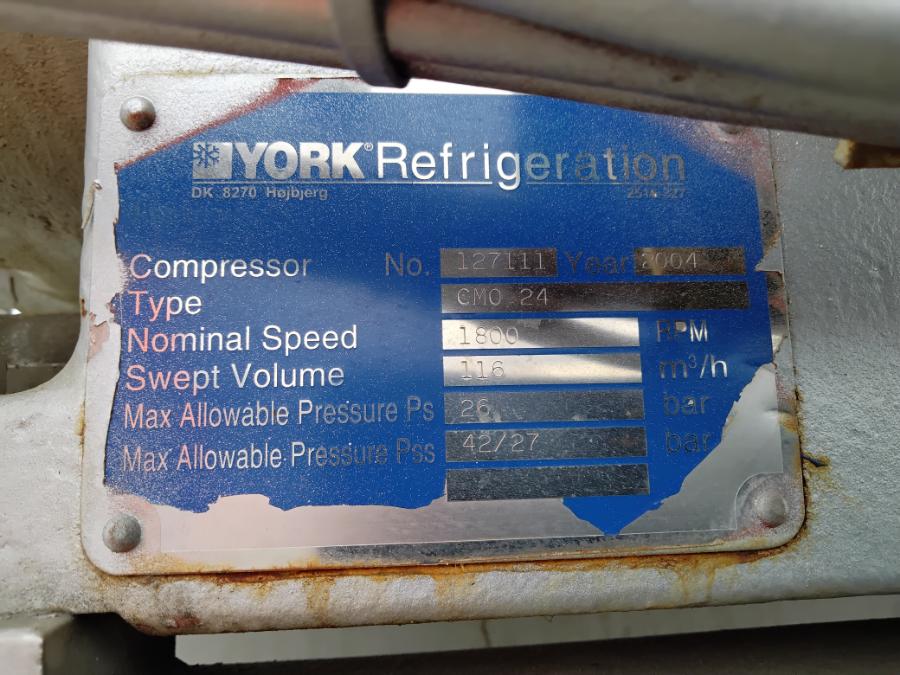 YORK® Refrigeration
DK 8270 Højbjerg
Compressor No. 127111 Year 2004
Type CMO 24
Nominal Speed 1800 RPM
Swept Volume 116 m³/h
Max Allowable Pressure Ps 26 bar
Max Allowable Pressure Pss 42/27 bar